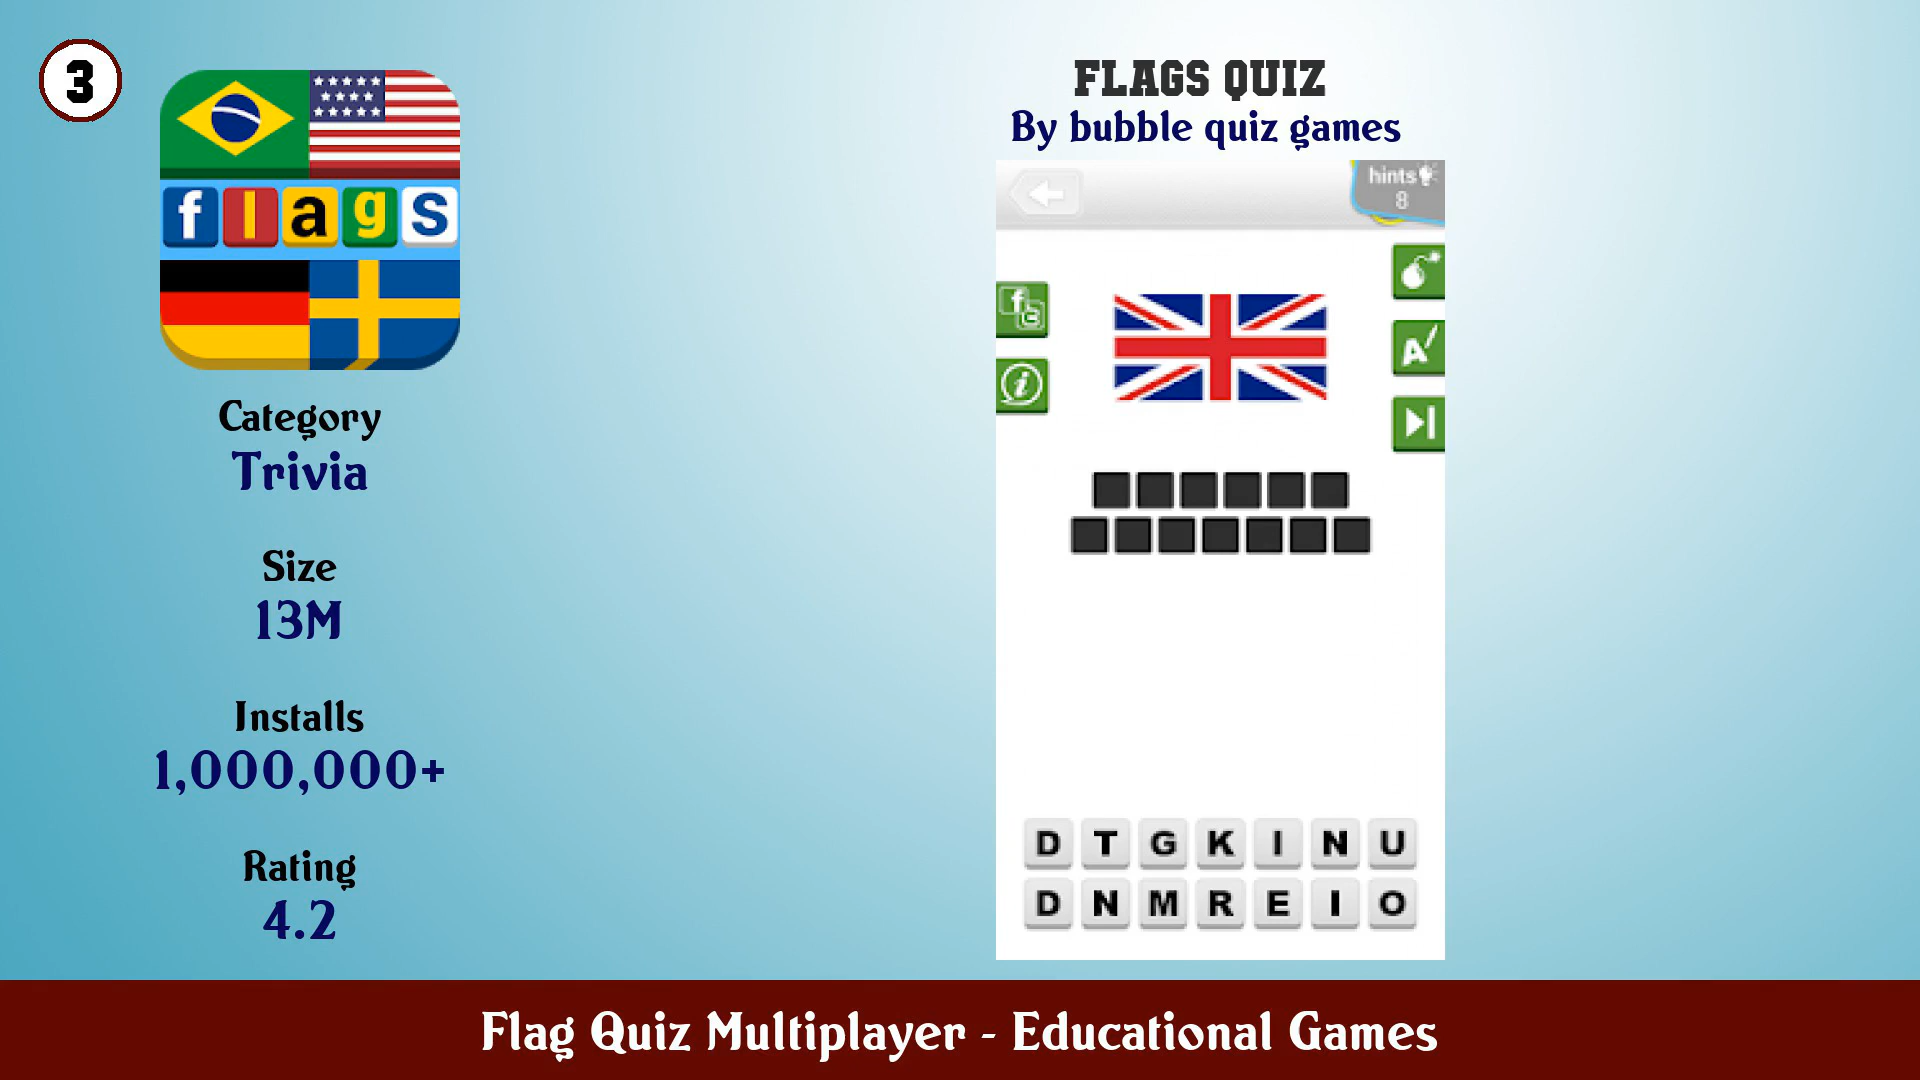 3
flags
Category
Trivia
Size
13M
Installs
1,000,000+
Rating
4.2
FLAGS QUIZ
By bubble quiz games
hints
8
f t
i
A
D T G K I N U
D N M R E I O
Flag Quiz Multiplayer - Educational Games